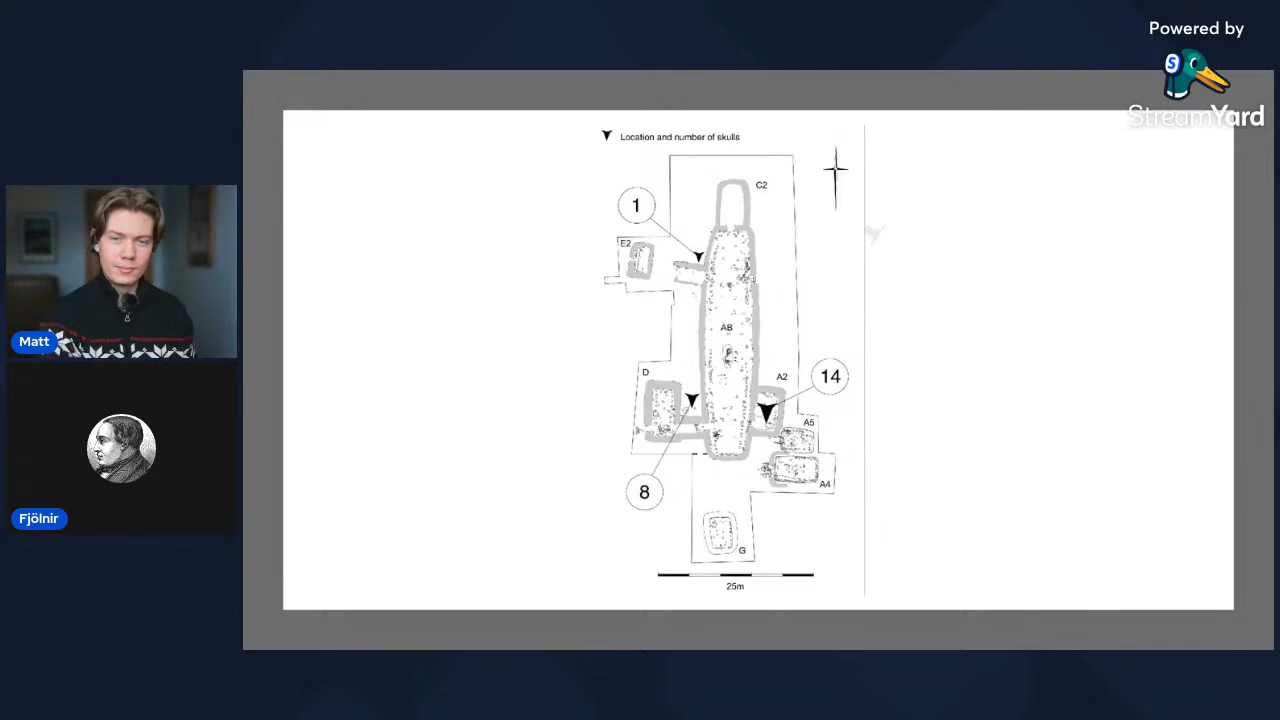 Powered by
StreamYard
Location and number of skulls
C2
1
E2
AB
D
A2
14
A5
8
A4
G
25m
Matt
Fjölnir